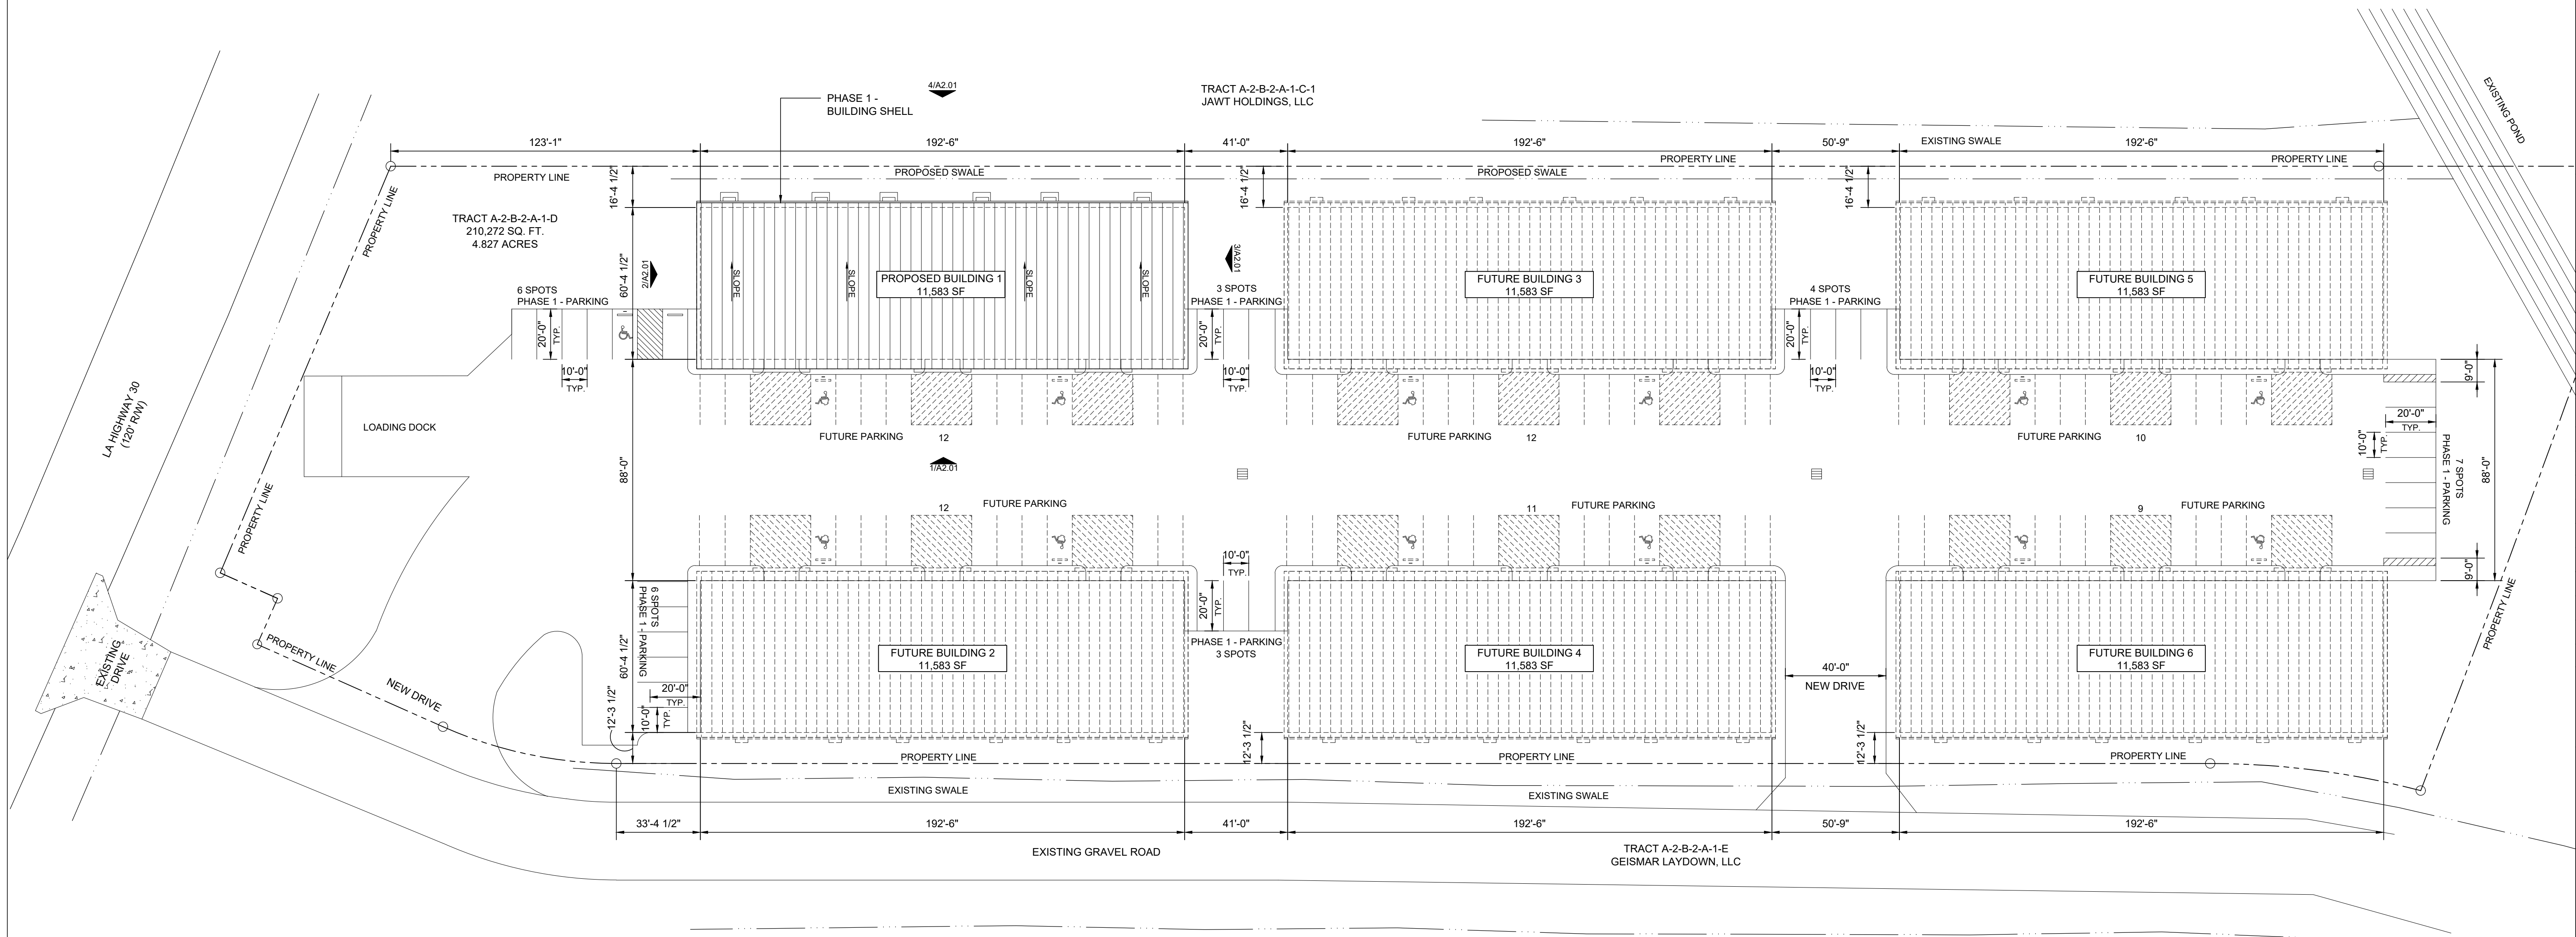 4/A2.01
PHASE 1 -
BUILDING SHELL
TRACT A-2-B-2-A-1-C-1
JAWT HOLDINGS, LLC
EXISTING POND
123'-1"
192'-6"
41'-0"
192'-6"
50'-9"
192'-6"
EXISTING SWALE
PROPERTY LINE
PROPERTY LINE
PROPERTY LINE
PROPOSED SWALE
PROPOSED SWALE
16'-4 1/2"
16'-4 1/2"
16'-4 1/2"
PROPERTY LINE
TRACT A-2-B-2-A-1-D
210,272 SQ. FT.
4.827 ACRES
60'-4 1/2"
2/A2.01
3/A2.01
SLOPE
SLOPE
SLOPE
SLOPE
PROPOSED BUILDING 1
11,583 SF
FUTURE BUILDING 3
11,583 SF
FUTURE BUILDING 5
11,583 SF
6 SPOTS
PHASE 1 - PARKING
3 SPOTS
PHASE 1 - PARKING
4 SPOTS
PHASE 1 - PARKING
20'-0"
TYP.
20'-0"
TYP.
20'-0"
TYP.
10'-0"
TYP.
10'-0"
TYP.
10'-0"
TYP.
9'-0"
20'-0"
TYP.
10'-0"
TYP.
7 SPOTS
PHASE 1 - PARKING
88'-0"
9'-0"
LA HIGHWAY 30
(120' R/W)
LOADING DOCK
FUTURE PARKING
12
FUTURE PARKING
12
FUTURE PARKING
10
88'-0"
1/A2.01
PROPERTY LINE
12
FUTURE PARKING
11
FUTURE PARKING
9
FUTURE PARKING
PROPERTY LINE
10'-0"
TYP.
20'-0"
TYP.
PHASE 1 - PARKING
3 SPOTS
6 SPOTS
PHASE 1 - PARKING
60'-4 1/2"
20'-0"
TYP.
10'-0"
TYP.
12'-3 1/2"
FUTURE BUILDING 2
11,583 SF
FUTURE BUILDING 4
11,583 SF
FUTURE BUILDING 6
11,583 SF
40'-0"
NEW DRIVE
EXISTING
DRIVE
PROPERTY LINE
NEW DRIVE
12'-3 1/2"
12'-3 1/2"
PROPERTY LINE
PROPERTY LINE
PROPERTY LINE
EXISTING SWALE
EXISTING SWALE
33'-4 1/2"
192'-6"
41'-0"
192'-6"
50'-9"
192'-6"
EXISTING GRAVEL ROAD
TRACT A-2-B-2-A-1-E
GEISMAR LAYDOWN, LLC